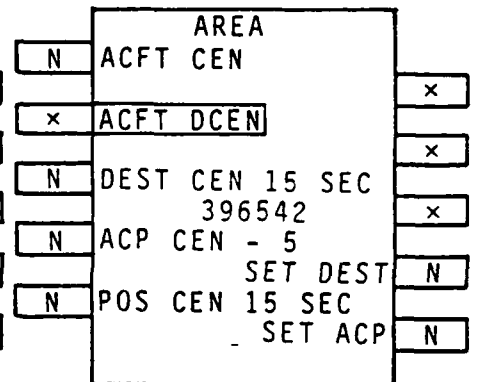 AREA
N ACFT CEN
×
× ACFT DCEN
×
N DEST CEN 15 SEC
396542 ×
N ACP CEN - 5
SET DEST N
N POS CEN 15 SEC
_ SET ACP N